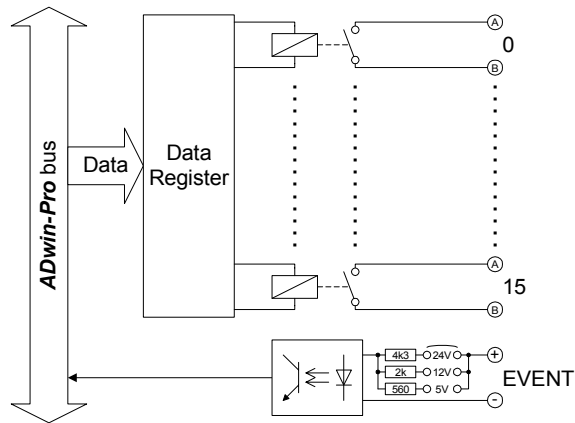 A
0
B
ADwin-Pro bus
Data
Data
Register
A
15
B
4k3 24V
+
2k 12V
EVENT
560 5V
-